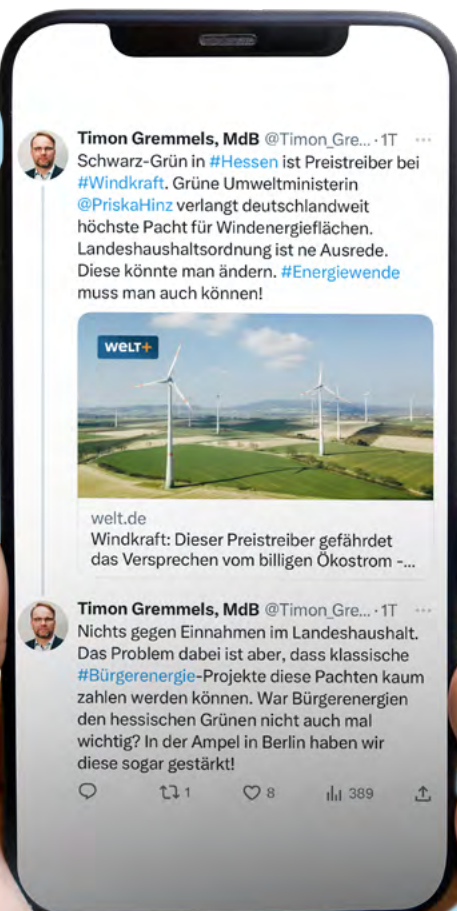 Timon Gremmels, MdB @Timon_Gre... · 1T
Schwarz-Grün in #Hessen ist Preistreiber bei
#Windkraft. Grüne Umweltministerin
@PriskaHinz verlangt deutschlandweit
höchste Pacht für Windenergieflächen.
Landeshaushaltsordnung ist ne Ausrede.
Diese könnte man ändern. #Energiewende
muss man auch können!
WELT+
welt.de
Windkraft: Dieser Preistreiber gefährdet
das Versprechen vom billigen Ökostrom -...
Timon Gremmels, MdB @Timon_Gre... · 1T
Nichts gegen Einnahmen im Landeshaushalt.
Das Problem dabei ist aber, dass klassische
#Bürgerenergie-Projekte diese Pachten kaum
zahlen werden können. War Bürgerenergien
den hessischen Grünen nicht auch mal
wichtig? In der Ampel in Berlin haben wir
diese sogar gestärkt!
1 8 389